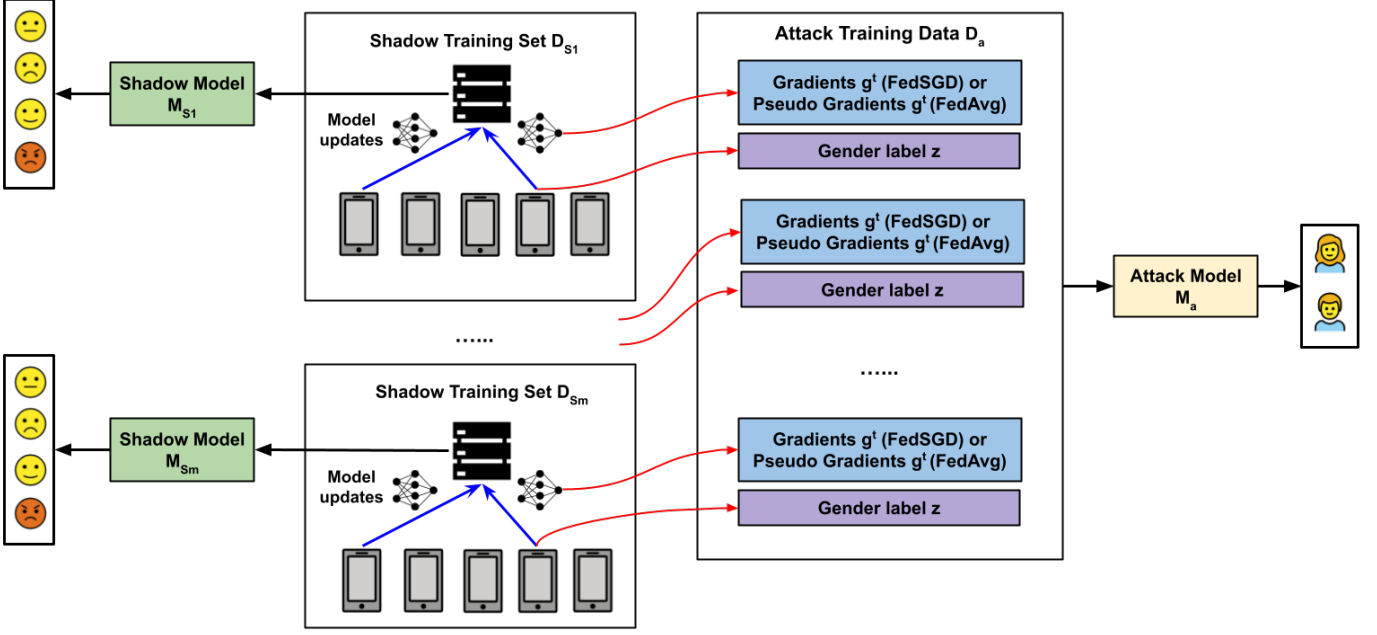 Shadow Training Set D_S1
Shadow Model
M_S1
Model
updates
Attack Training Data D_a
Gradients g^t (FedSGD) or
Pseudo Gradients g^t (FedAvg)
Gender label z
Gradients g^t (FedSGD) or
Pseudo Gradients g^t (FedAvg)
Gender label z
…...
Gradients g^t (FedSGD) or
Pseudo Gradients g^t (FedAvg)
Gender label z
…...
Shadow Training Set D_Sm
Shadow Model
M_Sm
Model
updates
Attack Model
M_a